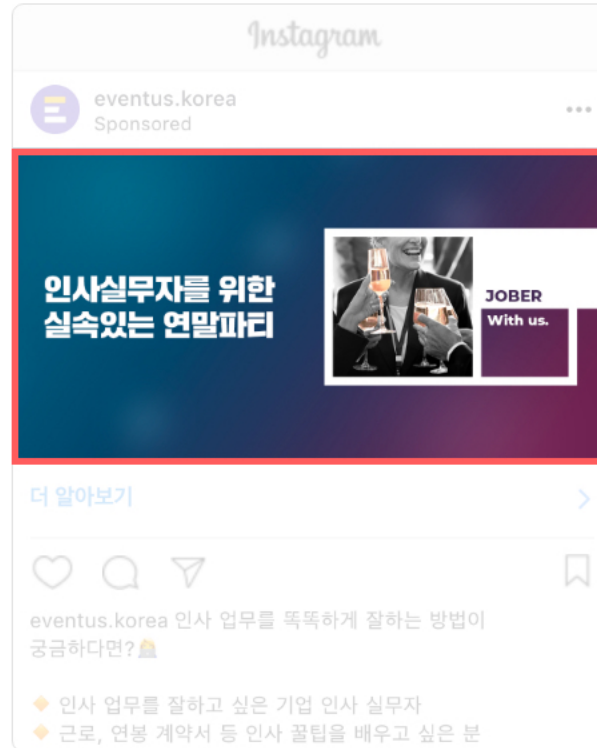 Instagram
eventus.korea
Sponsored
인사실무자를 위한
실속있는 연말파티
JOBER
With us.
더 알아보기
eventus.korea 인사 업무를 똑똑하게 잘하는 방법이
궁금하다면?🙋
🔸 인사 업무를 잘하고 싶은 기업 인사 실무자
🔸 근로, 연봉 계약서 등 인사 꿀팁을 배우고 싶은 분